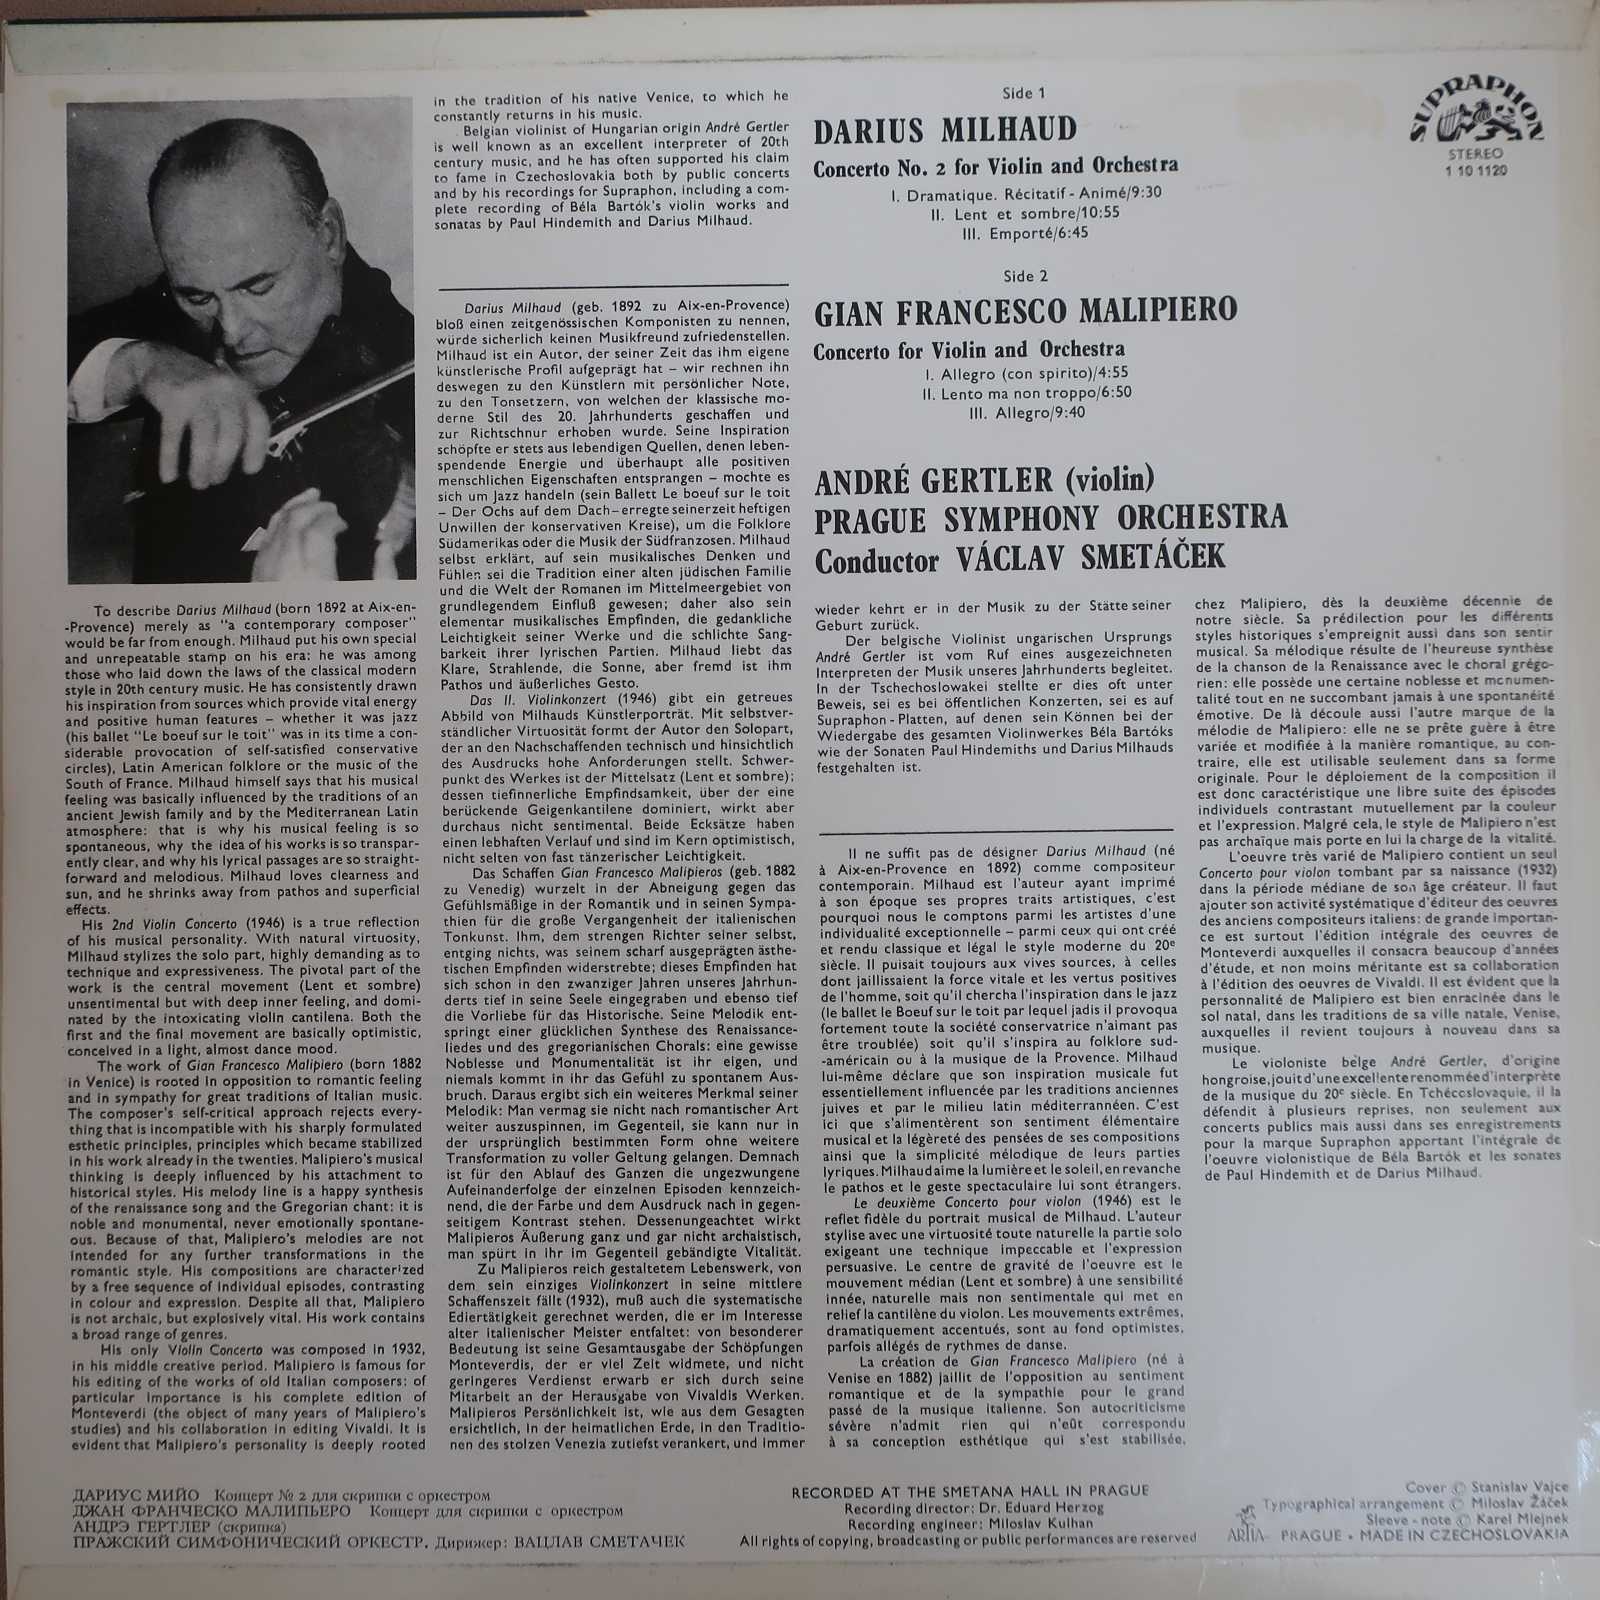 in the tradition of his native Venice, to which he
constantly returns in his music.
Belgian violinist of Hungarian origin André Gertler
is well known as an excellent interpreter of 20th
century music, and he has often supported his claim
to fame in Czechoslovakia both by public concerts
and by his recordings for Supraphon, including a com-
plete recording of Béla Bartók's violin works and
sonatas by Paul Hindemith and Darius Milhaud.
Side 1
DARIUS MILHAUD
Concerto No. 2 for Violin and Orchestra
I. Dramatique. Récitatif - Animé/9:30
II. Lent et sombre/10:55
III. Emporté/6:45
Side 2
GIAN FRANCESCO MALIPIERO
Concerto for Violin and Orchestra
I. Allegro (con spirito)/4:55
II. Lento ma non troppo/6:50
III. Allegro/9:40
ANDRÉ GERTLER (violin)
PRAGUE SYMPHONY ORCHESTRA
Conductor VÁCLAV SMETÁČEK
SUPRAPHON
STEREO
1 10 1120
To describe Darius Milhaud (born 1892 at Aix-en-
-Provence) merely as "a contemporary composer"
would be far from enough. Milhaud put his own special
and unrepeatable stamp on his era: he was among
those who laid down the laws of the classical modern
style in 20th century music. He has consistently drawn
his inspiration from sources which provide vital energy
and positive human features – whether it was jazz
(his ballet "Le boeuf sur le toit" was in its time a con-
siderable provocation of self-satisfied conservative
circles), Latin American folklore or the music of the
South of France. Milhaud himself says that his musical
feeling was basically influenced by the traditions of an
ancient Jewish family and by the Mediterranean Latin
atmosphere: that is why his musical feeling is so
spontaneous, why the idea of his works is so transpar-
ently clear, and why his lyrical passages are so straight-
forward and melodious. Milhaud loves clearness and
sun, and he shrinks away from pathos and superficial
effects.
His 2nd Violin Concerto (1946) is a true reflection
of his musical personality. With natural virtuosity,
Milhaud stylizes the solo part, highly demanding as to
technique and expressiveness. The pivotal part of the
work is the central movement (Lent et sombre)
unsentimental but with deep inner feeling, and domi-
nated by the intoxicating violin cantilena. Both the
first and the final movement are basically optimistic,
conceived in a light, almost dance mood.
The work of Gian Francesco Malipiero (born 1882
in Venice) is rooted in opposition to romantic feeling
and in sympathy for great traditions of Italian music.
The composer's self-critical approach rejects every-
thing that is incompatible with his sharply formulated
esthetic principles, principles which became stabilized
in his work already in the twenties. Malipiero's musical
thinking is deeply influenced by his attachment to
historical styles. His melody line is a happy synthesis
of the renaissance song and the Gregorian chant: it is
noble and monumental, never emotionally spontane-
ous. Because of that, Malipiero's melodies are not
intended for any further transformations in the
romantic style. His compositions are characterized
by a free sequence of individual episodes, contrasting
in colour and expression. Despite all that, Malipiero
is not archaic, but explosively vital. His work contains
a broad range of genres.
His only Violin Concerto was composed in 1932,
in his middle creative period. Malipiero is famous for
his editing of the works of old Italian composers: of
particular importance is his complete edition of
Monteverdi (the object of many years of Malipiero's
studies) and his collaboration in editing Vivaldi. It is
evident that Malipiero's personality is deeply rooted
Darius Milhaud (geb. 1892 zu Aix-en-Provence)
bloß einen zeitgenössischen Komponisten zu nennen,
würde sicherlich keinen Musikfreund zufriedenstellen.
Milhaud ist ein Autor, der seiner Zeit das ihm eigene
künstlerische Profil aufgeprägt hat – wir rechnen ihn
deswegen zu den Künstlern mit persönlicher Note,
zu den Tonsetzern, von welchen der klassische mo-
derne Stil des 20. Jahrhunderts geschaffen und
zur Richtschnur erhoben wurde. Seine Inspiration
schöpfte er stets aus lebendigen Quellen, denen leben-
spendende Energie und überhaupt alle positiven
menschlichen Eigenschaften entsprangen – mochte es
sich um Jazz handeln (sein Ballett Le boeuf sur le toit
– Der Ochs auf dem Dach – erregte seinerzeit heftigen
Unwillen der konservativen Kreise), um die Folklore
Südamerikas oder die Musik der Südfranzosen. Milhaud
selbst erklärt, auf sein musikalisches Denken und
Fühlen sei die Tradition einer alten jüdischen Familie
und die Welt der Romanen im Mittelmeergebiet von
grundlegendem Einfluß gewesen; daher also sein
elementar musikalisches Empfinden, die gedankliche
Leichtigkeit seiner Werke und die schlichte Sang-
barkeit ihrer lyrischen Partien. Milhaud liebt das
Klare, Strahlende, die Sonne, aber fremd ist ihm
Pathos und äußerliches Gesto.
Das II. Violinkonzert (1946) gibt ein getreues
Abbild von Milhauds Künstlerporträt. Mit selbstver-
ständlicher Virtuosität formt der Autor den Solopart,
der an den Nachschaffenden technisch und hinsichtlich
des Ausdrucks hohe Anforderungen stellt. Schwer-
punkt des Werkes ist der Mittelsatz (Lent et sombre);
dessen tiefinnerliche Empfindsamkeit, über der eine
berückende Geigenkantilene dominiert, wirkt aber
durchaus nicht sentimental. Beide Ecksätze haben
einen lebhaften Verlauf und sind im Kern optimistisch,
nicht selten von fast tänzerischer Leichtigkeit.
Das Schaffen Gian Francesco Malipieros (geb. 1882
zu Venedig) wurzelt in der Abneigung gegen das
Gefühlsmäßige in der Romantik und in seinen Sympa-
thien für die große Vergangenheit der italienischen
Tonkunst. Ihm, dem strengen Richter seiner selbst,
entging nichts, was seinem scharf ausgeprägten ästhe-
tischen Empfinden widerstrebte; dieses Empfinden hat
sich schon in den zwanziger Jahren unseres Jahrhun-
derts tief in seine Seele eingegraben und ebenso tief
die Vorliebe für das Historische. Seine Melodik ent-
springt einer glücklichen Synthese des Renaissance-
liedes und des gregorianischen Chorals: eine gewisse
Noblesse und Monumentalität ist ihr eigen, und
niemals kommt in ihr das Gefühl zu spontanem Aus-
bruch. Daraus ergibt sich ein weiteres Merkmal seiner
Melodik: Man vermag sie nicht nach romantischer Art
weiter auszuspinnen, im Gegenteil, sie kann nur in
der ursprünglich bestimmten Form ohne weitere
Transformation zu voller Geltung gelangen. Demnach
ist für den Ablauf des Ganzen die ungezwungene
Aufeinanderfolge der einzelnen Episoden kennzeich-
nend, die der Farbe und dem Ausdruck nach in gegen-
seitigem Kontrast stehen. Dessenungeachtet wirkt
Malipieros Äußerung ganz und gar nicht archaistisch,
man spürt in ihr im Gegenteil gebändigte Vitalität.
Zu Malipieros reich gestaltetem Lebenswerk, von
dem sein einziges Violinkonzert in seine mittlere
Schaffenszeit fällt (1932), muß auch die systematische
Ediertätigkeit gerechnet werden, die er im Interesse
alter italienischer Meister entfaltet: von besonderer
Bedeutung ist seine Gesamtausgabe der Schöpfungen
Monteverdis, der er viel Zeit widmete, und nicht
geringeres Verdienst erwarb er sich durch seine
Mitarbeit an der Herausgabe von Vivaldis Werken.
Malipieros Persönlichkeit ist, wie aus dem Gesagten
ersichtlich, in der heimatlichen Erde, in den Traditio-
nen des stolzen Venezia zutiefst verankert, und immer
wieder kehrt er in der Musik zu der Stätte seiner
Geburt zurück.
Der belgische Violinist ungarischen Ursprungs
André Gertler ist vom Ruf eines ausgezeichneten
Interpreten der Musik unseres Jahrhunderts begleitet.
In der Tschechoslowakei stellte er dies oft unter
Beweis, sei es bei öffentlichen Konzerten, sei es auf
Supraphon - Platten, auf denen sein Können bei der
Wiedergabe des gesamten Violinwerkes Béla Bartóks
wie der Sonaten Paul Hindemiths und Darius Milhauds
festgehalten ist.
Il ne suffit pas de désigner Darius Milhaud (né
à Aix-en-Provence en 1892) comme compositeur
contemporain. Milhaud est l'auteur ayant imprimé
à son époque ses propres traits artistiques, c'est
pourquoi nous le comptons parmi les artistes d'une
individualité exceptionnelle – parmi ceux qui ont créé
et rendu classique et légal le style moderne du 20e
siècle. Il puisait toujours aux vives sources, à celles
dont jaillissaient la force vitale et les vertus positives
de l'homme, soit qu'il chercha l'inspiration dans le jazz
(le ballet le Boeuf sur le toit par lequel jadis il provoqua
fortement toute la société conservatrice n'aimant pas
être troublée) soit qu'il s'inspira au folklore sud-
-américain ou à la musique de la Provence. Milhaud
lui-même déclare que son inspiration musicale fut
essentiellement influencée par les traditions anciennes
juives et par le milieu latin méditerrannéen. C'est
ici que s'alimentèrent son sentiment élémentaire
musical et la légèreté des pensées de ses compositions
ainsi que la simplicité mélodique de leurs parties
lyriques. Milhaud aime la lumière et le soleil, en revanche
le pathos et le geste spectaculaire lui sont étrangers.
Le deuxième Concerto pour violon (1946) est le
reflet fidèle du portrait musical de Milhaud. L'auteur
stylise avec une virtuosité toute naturelle la partie solo
exigeant une technique impeccable et l'expression
persuasive. Le centre de gravité de l'oeuvre est le
mouvement médian (Lent et sombre) à une sensibilité
innée, naturelle mais non sentimentale qui met en
relief la cantilène du violon. Les mouvements extrêmes,
dramatiquement accentués, sont au fond optimistes,
parfois allégés de rythmes de danse.
La création de Gian Francesco Malipiero (né à
Venise en 1882) jaillit de l'opposition au sentiment
romantique et de la sympathie pour le grand
passé de la musique italienne. Son autocriticisme
sévère n'admit rien qui n'eût correspondu
à sa conception esthétique qui s'est stabilisée,
chez Malipiero, dès la deuxième décennie de
notre siècle. Sa prédilection pour les différents
styles historiques s'empreignit aussi dans son sentir
musical. Sa mélodique résulte de l'heureuse synthèse
de la chanson de la Renaissance avec le choral grégo-
rien: elle possède une certaine noblesse et monumen-
talité tout en ne succombant jamais à une spontanéité
émotive. De là découle aussi l'autre marque de la
mélodie de Malipiero: elle ne se prête guère à être
variée et modifiée à la manière romantique, au con-
traire, elle est utilisable seulement dans sa forme
originale. Pour le déploiement de la composition il
est donc caractéristique une libre suite des épisodes
individuels contrastant mutuellement par la couleur
et l'expression. Malgré cela, le style de Malipiero n'est
pas archaïque mais porte en lui la charge de la vitalité.
L'oeuvre très varié de Malipiero contient un seul
Concerto pour violon tombant par sa naissance (1932)
dans la période médiane de son âge créateur. Il faut
ajouter son activité systématique d'éditeur des oeuvres
des anciens compositeurs italiens: de grande importan-
ce est surtout l'édition intégrale des oeuvres de
Monteverdi auxquelles il consacra beaucoup d'années
d'étude, et non moins méritante est sa collaboration
à l'édition des oeuvres de Vivaldi. Il est évident que la
personnalité de Malipiero est bien enracinée dans le
sol natal, dans les traditions de sa ville natale, Venise,
auxquelles il revient toujours à nouveau dans sa
musique.
Le violoniste belge André Gertler, d'origine
hongroise, jouit d'une excellente renommée d'interprète
de la musique du 20e siècle. En Tchécoslovaquie, il la
défendit à plusieurs reprises, non seulement aux
concerts publics mais aussi dans ses enregistrements
pour la marque Supraphon apportant l'intégrale de
l'oeuvre violonistique de Béla Bartók et les sonates
de Paul Hindemith et de Darius Milhaud.
ДАРИУС МИЙО Концерт № 2 для скрипки с оркестром
ДЖАН ФРАНЧЕСКО МАЛИПЬЕРО Концерт для скрипки с оркестром
АНДРЭ ГЕРТЛЕР (скрипка)
ПРАЖСКИЙ СИМФОНИЧЕСКИЙ ОРКЕСТР. Дирижер: ВАЦЛАВ СМЕТАЧЕК
RECORDED AT THE SMETANA HALL IN PRAGUE
Recording director: Dr. Eduard Herzog
Recording engineer: Miloslav Kulhan
All rights of copying, broadcasting or public performances are reserved
Cover © Stanislav Vajce
Typographical arrangement © Miloslav Žáček
Sleeve - note © Karel Mlejnek
ARTIA PRAGUE • MADE IN CZECHOSLOVAKIA